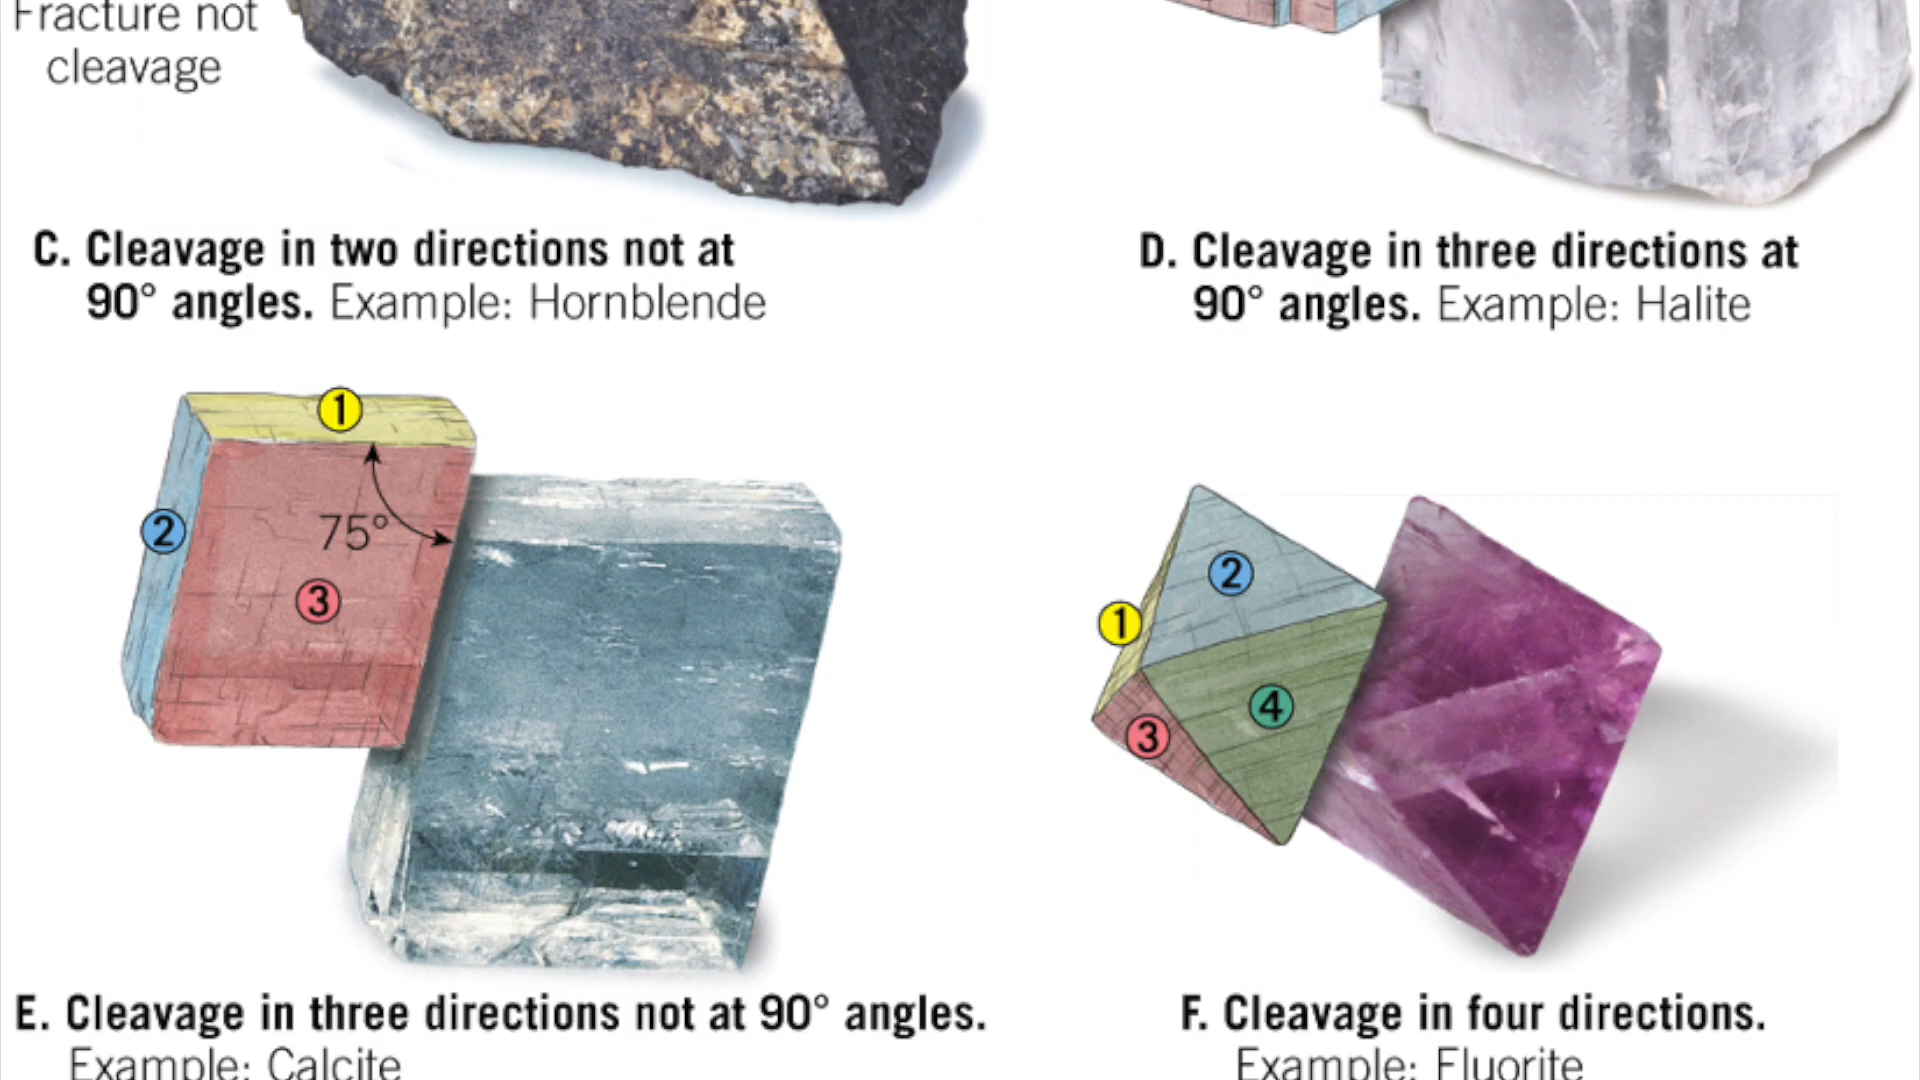 Fracture not
cleavage
C. Cleavage in two directions not at
90° angles. Example: Hornblende
D. Cleavage in three directions at
90° angles. Example: Halite
1
2
75°
3
E. Cleavage in three directions not at 90° angles.
Example: Calcite
2
1
4
3
F. Cleavage in four directions.
Example: Fluorite